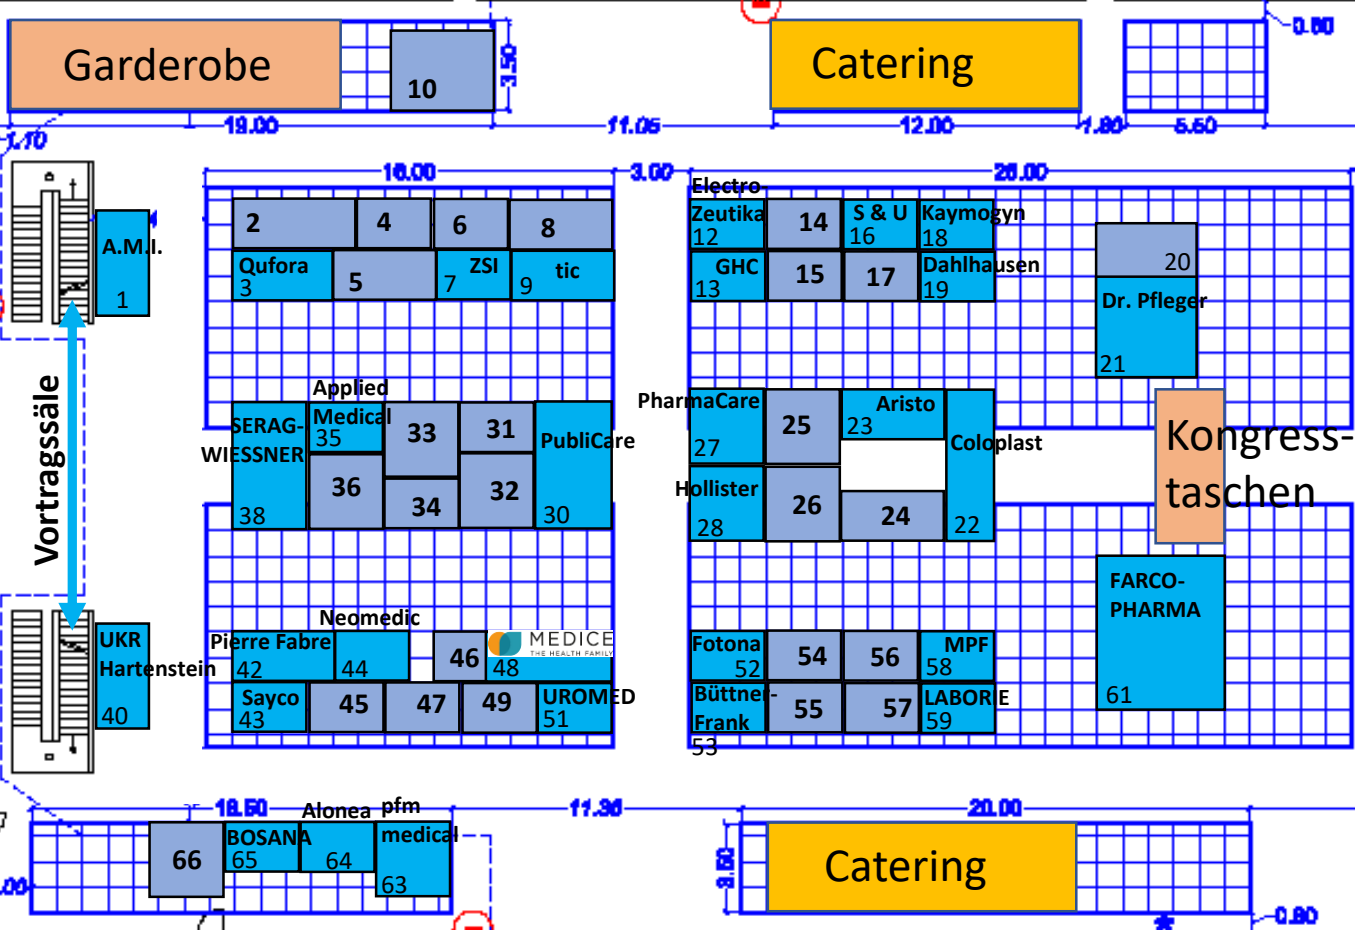 Garderobe
10
3.50
Catering
0.80
1.10
19.00
11.05
12.00
1.80
5.50
16.00
3.00
26.00
A.M.I.
1
2
4
6
8
Qufora
3
5
ZSI
7
tic
9
Electro-
Zeutika
12
14
S & U
16
Kaymogyn
18
GHC
13
15
17
Dahlhausen
19
20
Dr. Pfleger
21
Vortragssäle
SERAG-
WIESSNER
38
Applied
Medical
35
33
31
PubliCare
30
36
34
32
PharmaCare
27
25
Aristo
23
Coloplast
22
Hollister
28
26
24
Kongress-
taschen
UKR
Hartenstein
40
Pierre Fabre
42
Neomedic
44
46
MEDICE
THE HEALTH FAMILY
48
Sayco
43
45
47
49
UROMED
51
Fotona
52
54
56
MPF
58
Büttner-
Frank
53
55
57
LABORIE
59
FARCO-
PHARMA
61
18.50
11.36
20.00
66
BOSANA
65
Alonea
64
pfm
medical
63
3.50
Catering
0.80